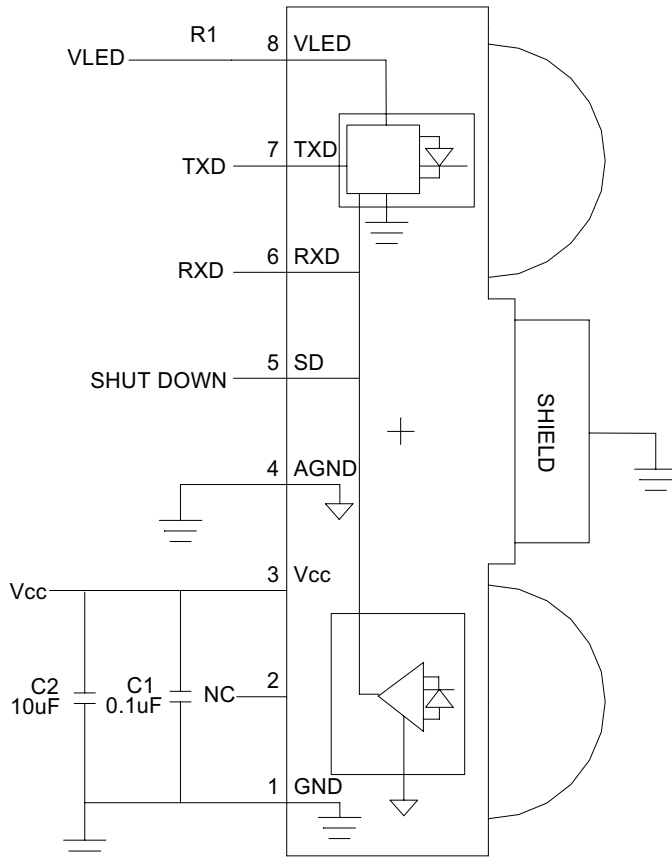 R1
8 VLED
VLED
7 TXD
TXD
6 RXD
RXD
5 SD
SHUT DOWN
SHIELD
4 AGND
3 Vcc
Vcc
C2
10uF
C1
0.1uF
2
NC
1 GND